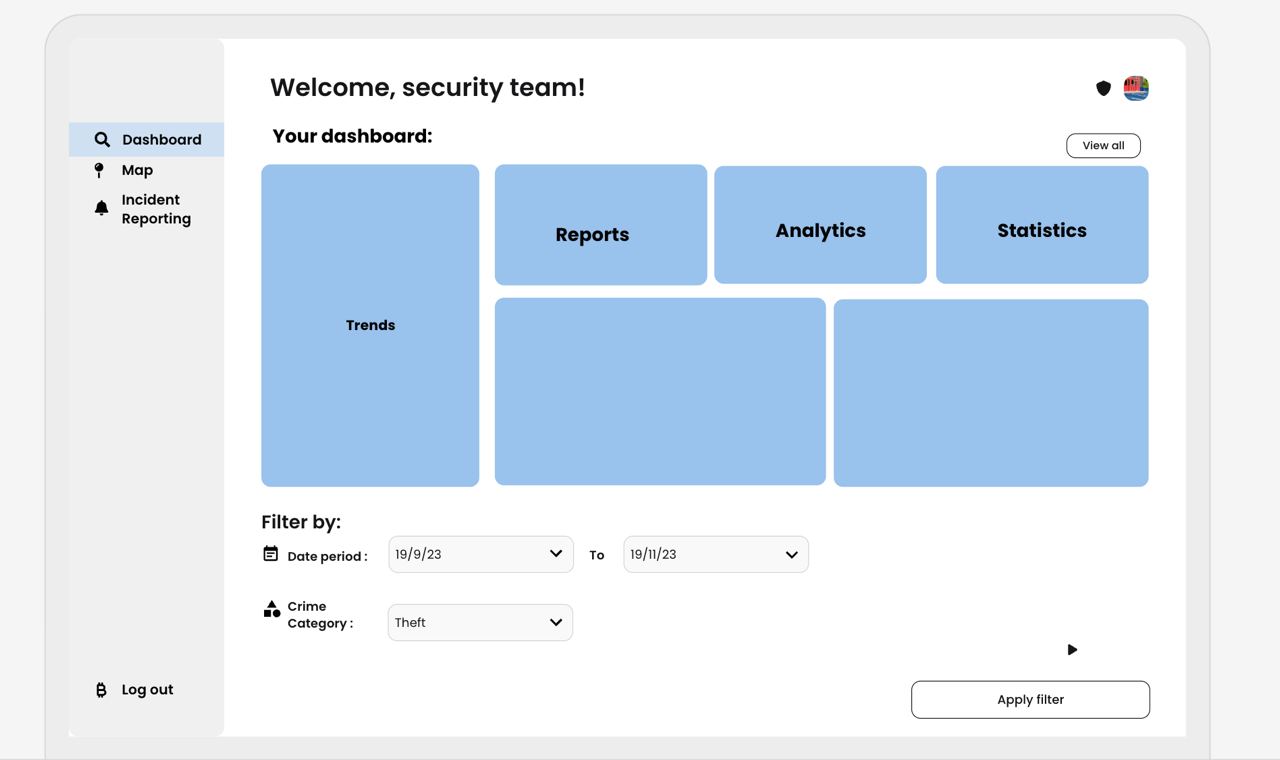 Welcome, security team!
Your dashboard:
View all
Dashboard
Map
Incident
Reporting
Log out
Trends
Reports
Analytics
Statistics
Filter by:
Date period :
19/9/23
To
19/11/23
Crime
Category :
Theft
Apply filter